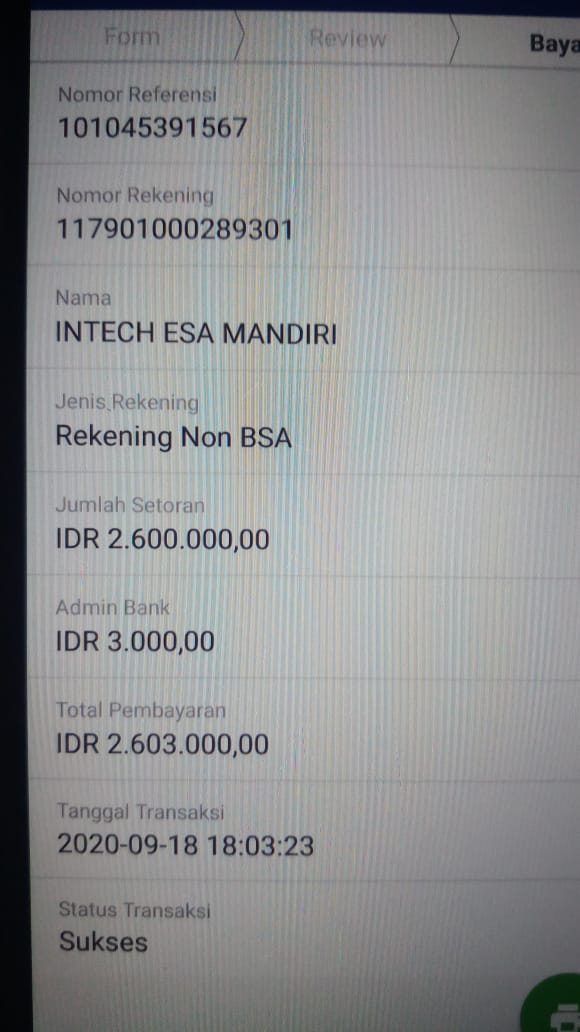 Form
Review
Baya
Nomor Referensi
101045391567
Nomor Rekening
117901000289301
Nama
INTECH ESA MANDIRI
Jenis Rekening
Rekening Non BSA
Jumlah Setoran
IDR 2.600.000,00
Admin Bank
IDR 3.000,00
Total Pembayaran
IDR 2.603.000,00
Tanggal Transaksi
2020-09-18 18:03:23
Status Transaksi
Sukses